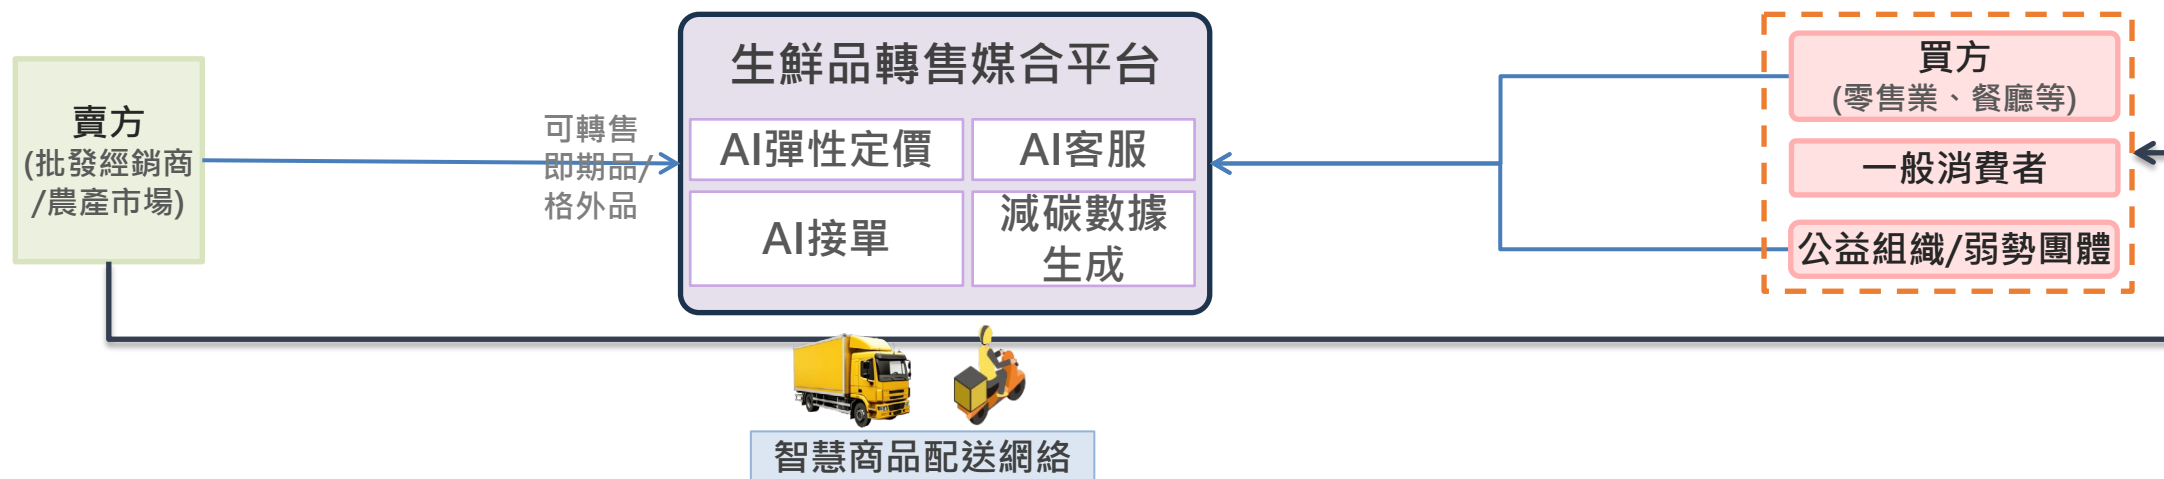 賣方
(批發經銷商
/農產市場)
可轉售
即期品/
格外品
生鮮品轉售媒合平台
AI彈性定價
AI客服
AI接單
減碳數據
生成
買方
(零售業、餐廳等)
一般消費者
公益組織/弱勢團體
智慧商品配送網絡